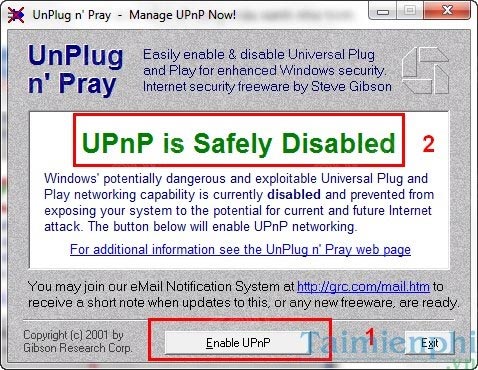 UnPlug n' Pray - Manage UPnP Now!
UnPlug
n' Pray
Easily enable & disable Universal Plug
and Play for enhanced Windows security.
Internet security freeware by Steve Gibson
UPnP is Safely Disabled
2
Windows' potentially dangerous and exploitable Universal Plug and
Play networking capability is currently disabled and prevented from
exposing your system to the potential for current and future Internet
attack. The button below will enable UPnP networking.
For additional information see the UnPlug n' Pray web page
You may join our eMail Notification System at http://grc.com/mail.htm to
receive a short note when updates to this, or any new freeware, are ready.
Copyright (c) 2001 by
Gibson Research Corp.
Enable UPnP
1
Exit
Taimienphi
.vn